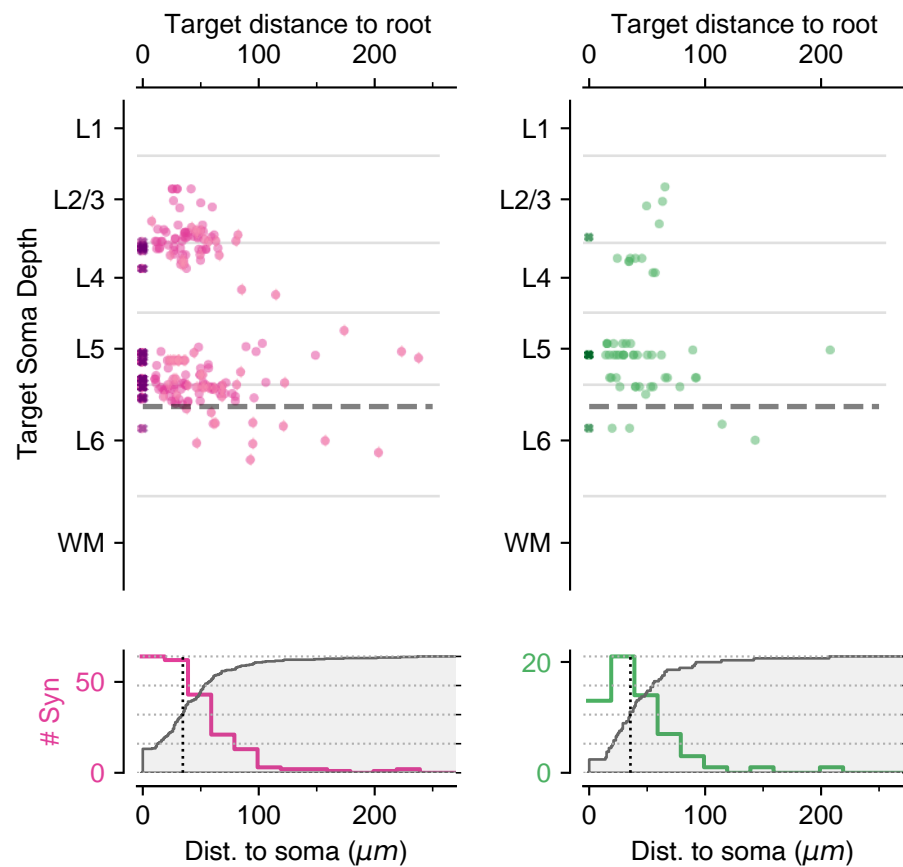 Target distance to root
Target distance to root
0 100 200
0 100 200
Target Soma Depth
L1
L2/3
L4
L5
L6
WM
L1
L2/3
L4
L5
L6
WM
# Syn
50
0
20
0
0 100 200
0 100 200
Dist. to soma (μm)
Dist. to soma (μm)